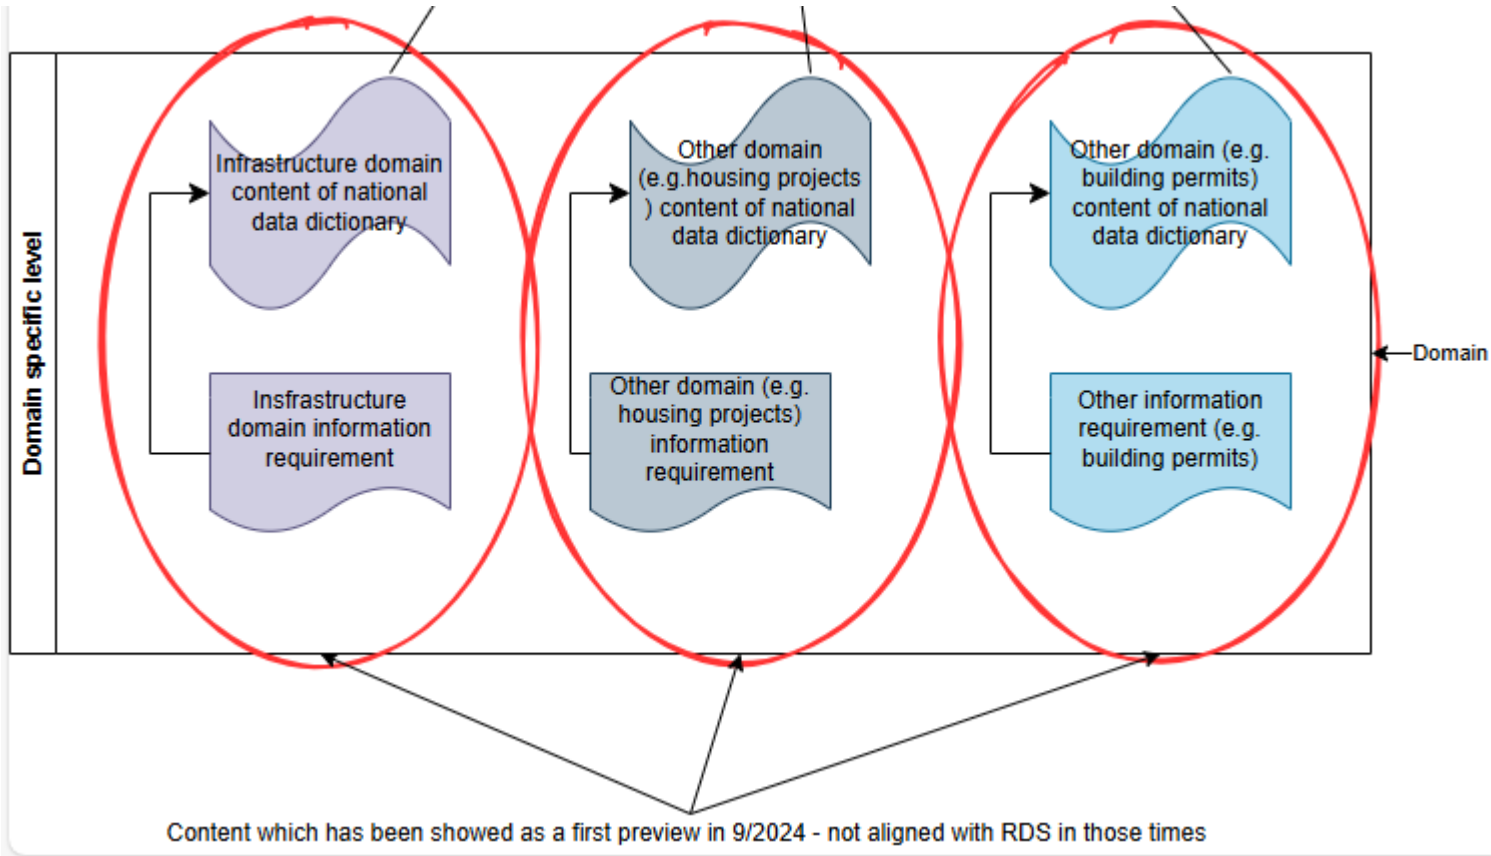 Domain specific level
Infrastructure domain
content of national
data dictionary
Other domain
(e.g.housing projects
) content of national
data dictionary
Other domain (e.g.
building permits)
content of national
data dictionary
Insfrastructure
domain information
requirement
Other domain (e.g.
housing projects)
information
requirement
Other information
requirement (e.g.
building permits)
Domain
Content which has been showed as a first preview in 9/2024 - not aligned with RDS in those times